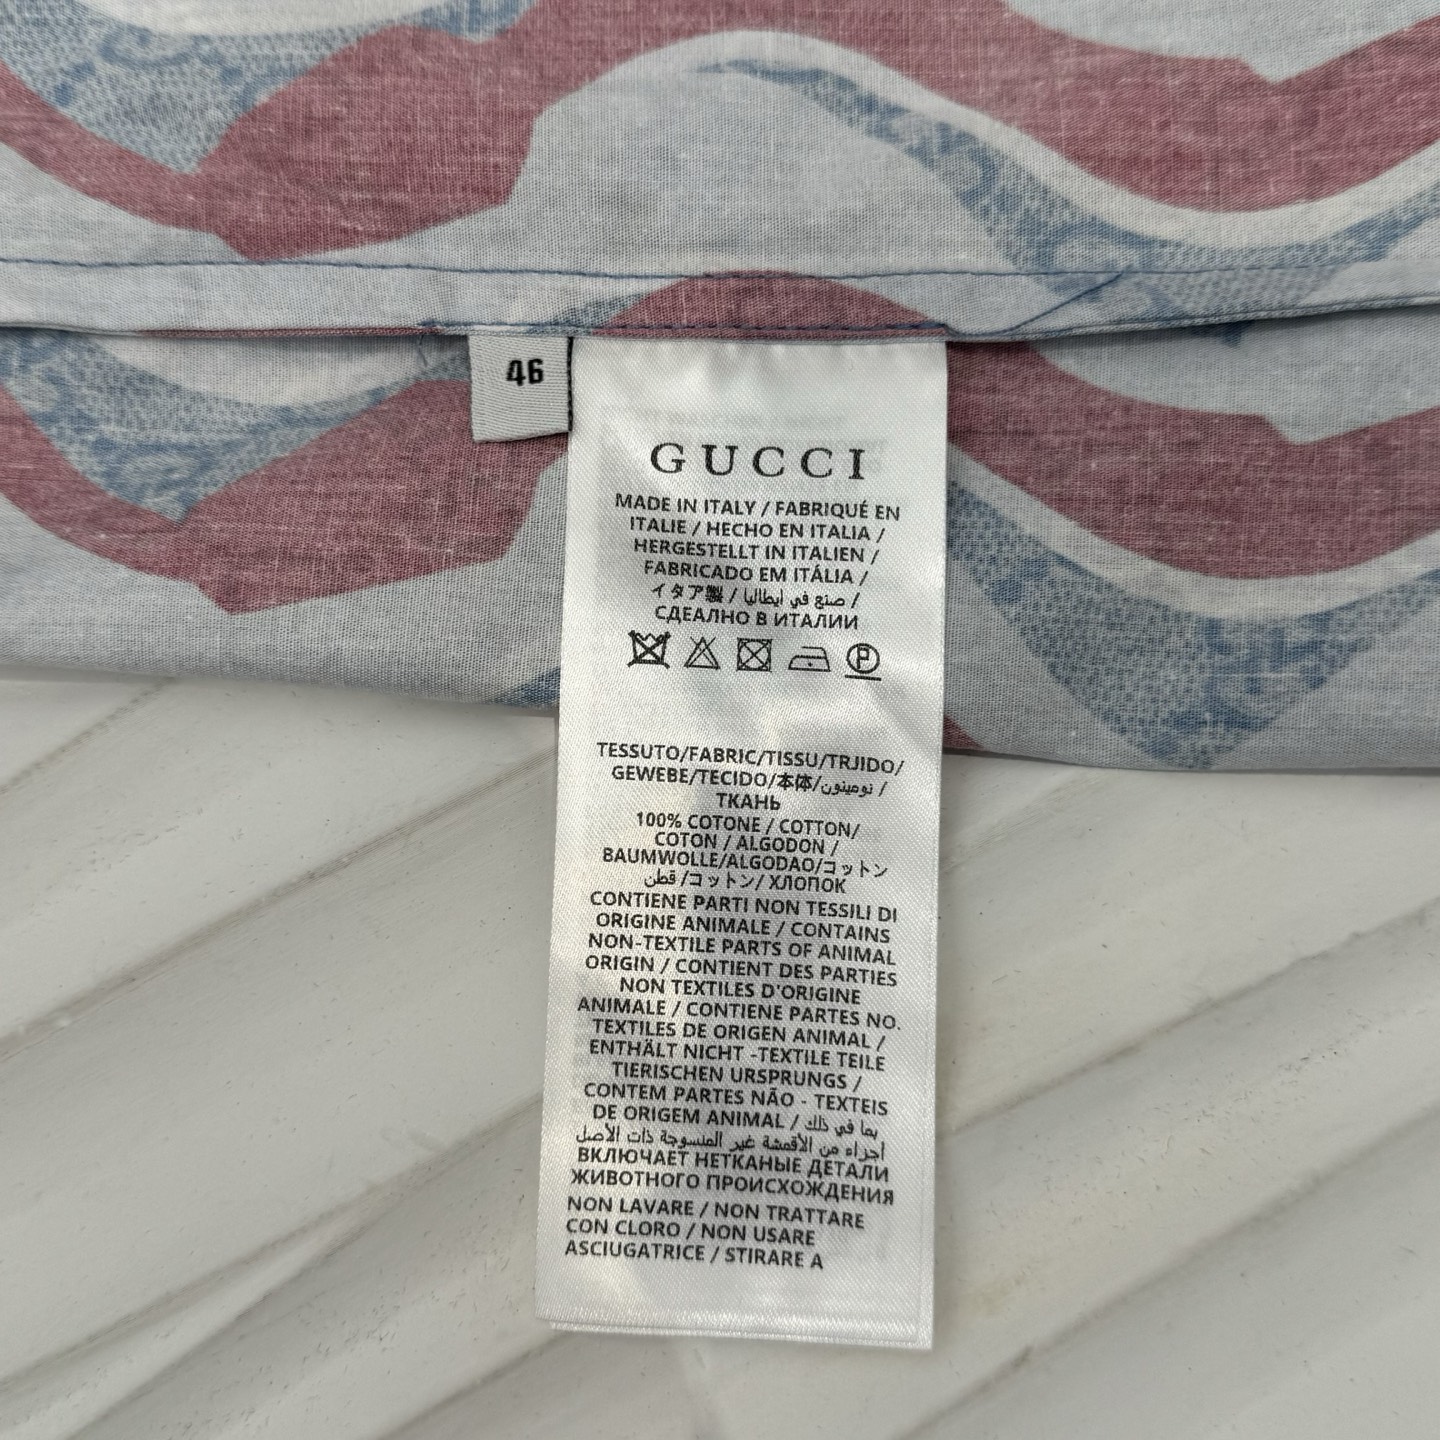 46
GUCCI
MADE IN ITALY / FABRIQUÉ EN
ITALIE / HECHO EN ITALIA /
HERGESTELLT IN ITALIEN /
FABRICADO EM ITÁLIA /
イタア製 / صنع في ايطاليا /
СДЕАЛНО В ИТАЛИИ
P
TESSUTO/FABRIC/TISSU/TRJIDO/
GEWEBE/TECIDO/本体/نومينون /
ТКАНЬ
100% COTONE / COTTON/
COTON / ALGODON /
BAUMWOLLE/ALGODAO/コットン
قطن /コットン/ ХЛОПОК
CONTIENE PARTI NON TESSILI DI
ORIGINE ANIMALE / CONTAINS
NON-TEXTILE PARTS OF ANIMAL
ORIGIN / CONTIENT DES PARTIES
NON TEXTILES D'ORIGINE
ANIMALE / CONTIENE PARTES NO.
TEXTILES DE ORIGEN ANIMAL /
ENTHÄLT NICHT -TEXTILE TEILE
TIERISCHEN URSPRUNGS /
CONTEM PARTES NÃO - TEXTEIS
DE ORIGEM ANIMAL / بما في ذلك
أجزاء من الأقمشة غير المنسوجة ذات الأصل
ВКЛЮЧАЕТ НЕТКАНЫЕ ДЕТАЛИ
ЖИВОТНОГО ПРОИСХОЖДЕНИЯ
NON LAVARE / NON TRATTARE
CON CLORO / NON USARE
ASCIUGATRICE / STIRARE A